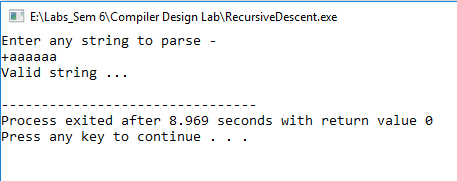 E:\Labs_Sem 6\Compiler Design Lab\RecursiveDescent.exe
Enter any string to parse -
+aaaaaa
Valid string ...
--------------------------------
Process exited after 8.969 seconds with return value 0
Press any key to continue . . .